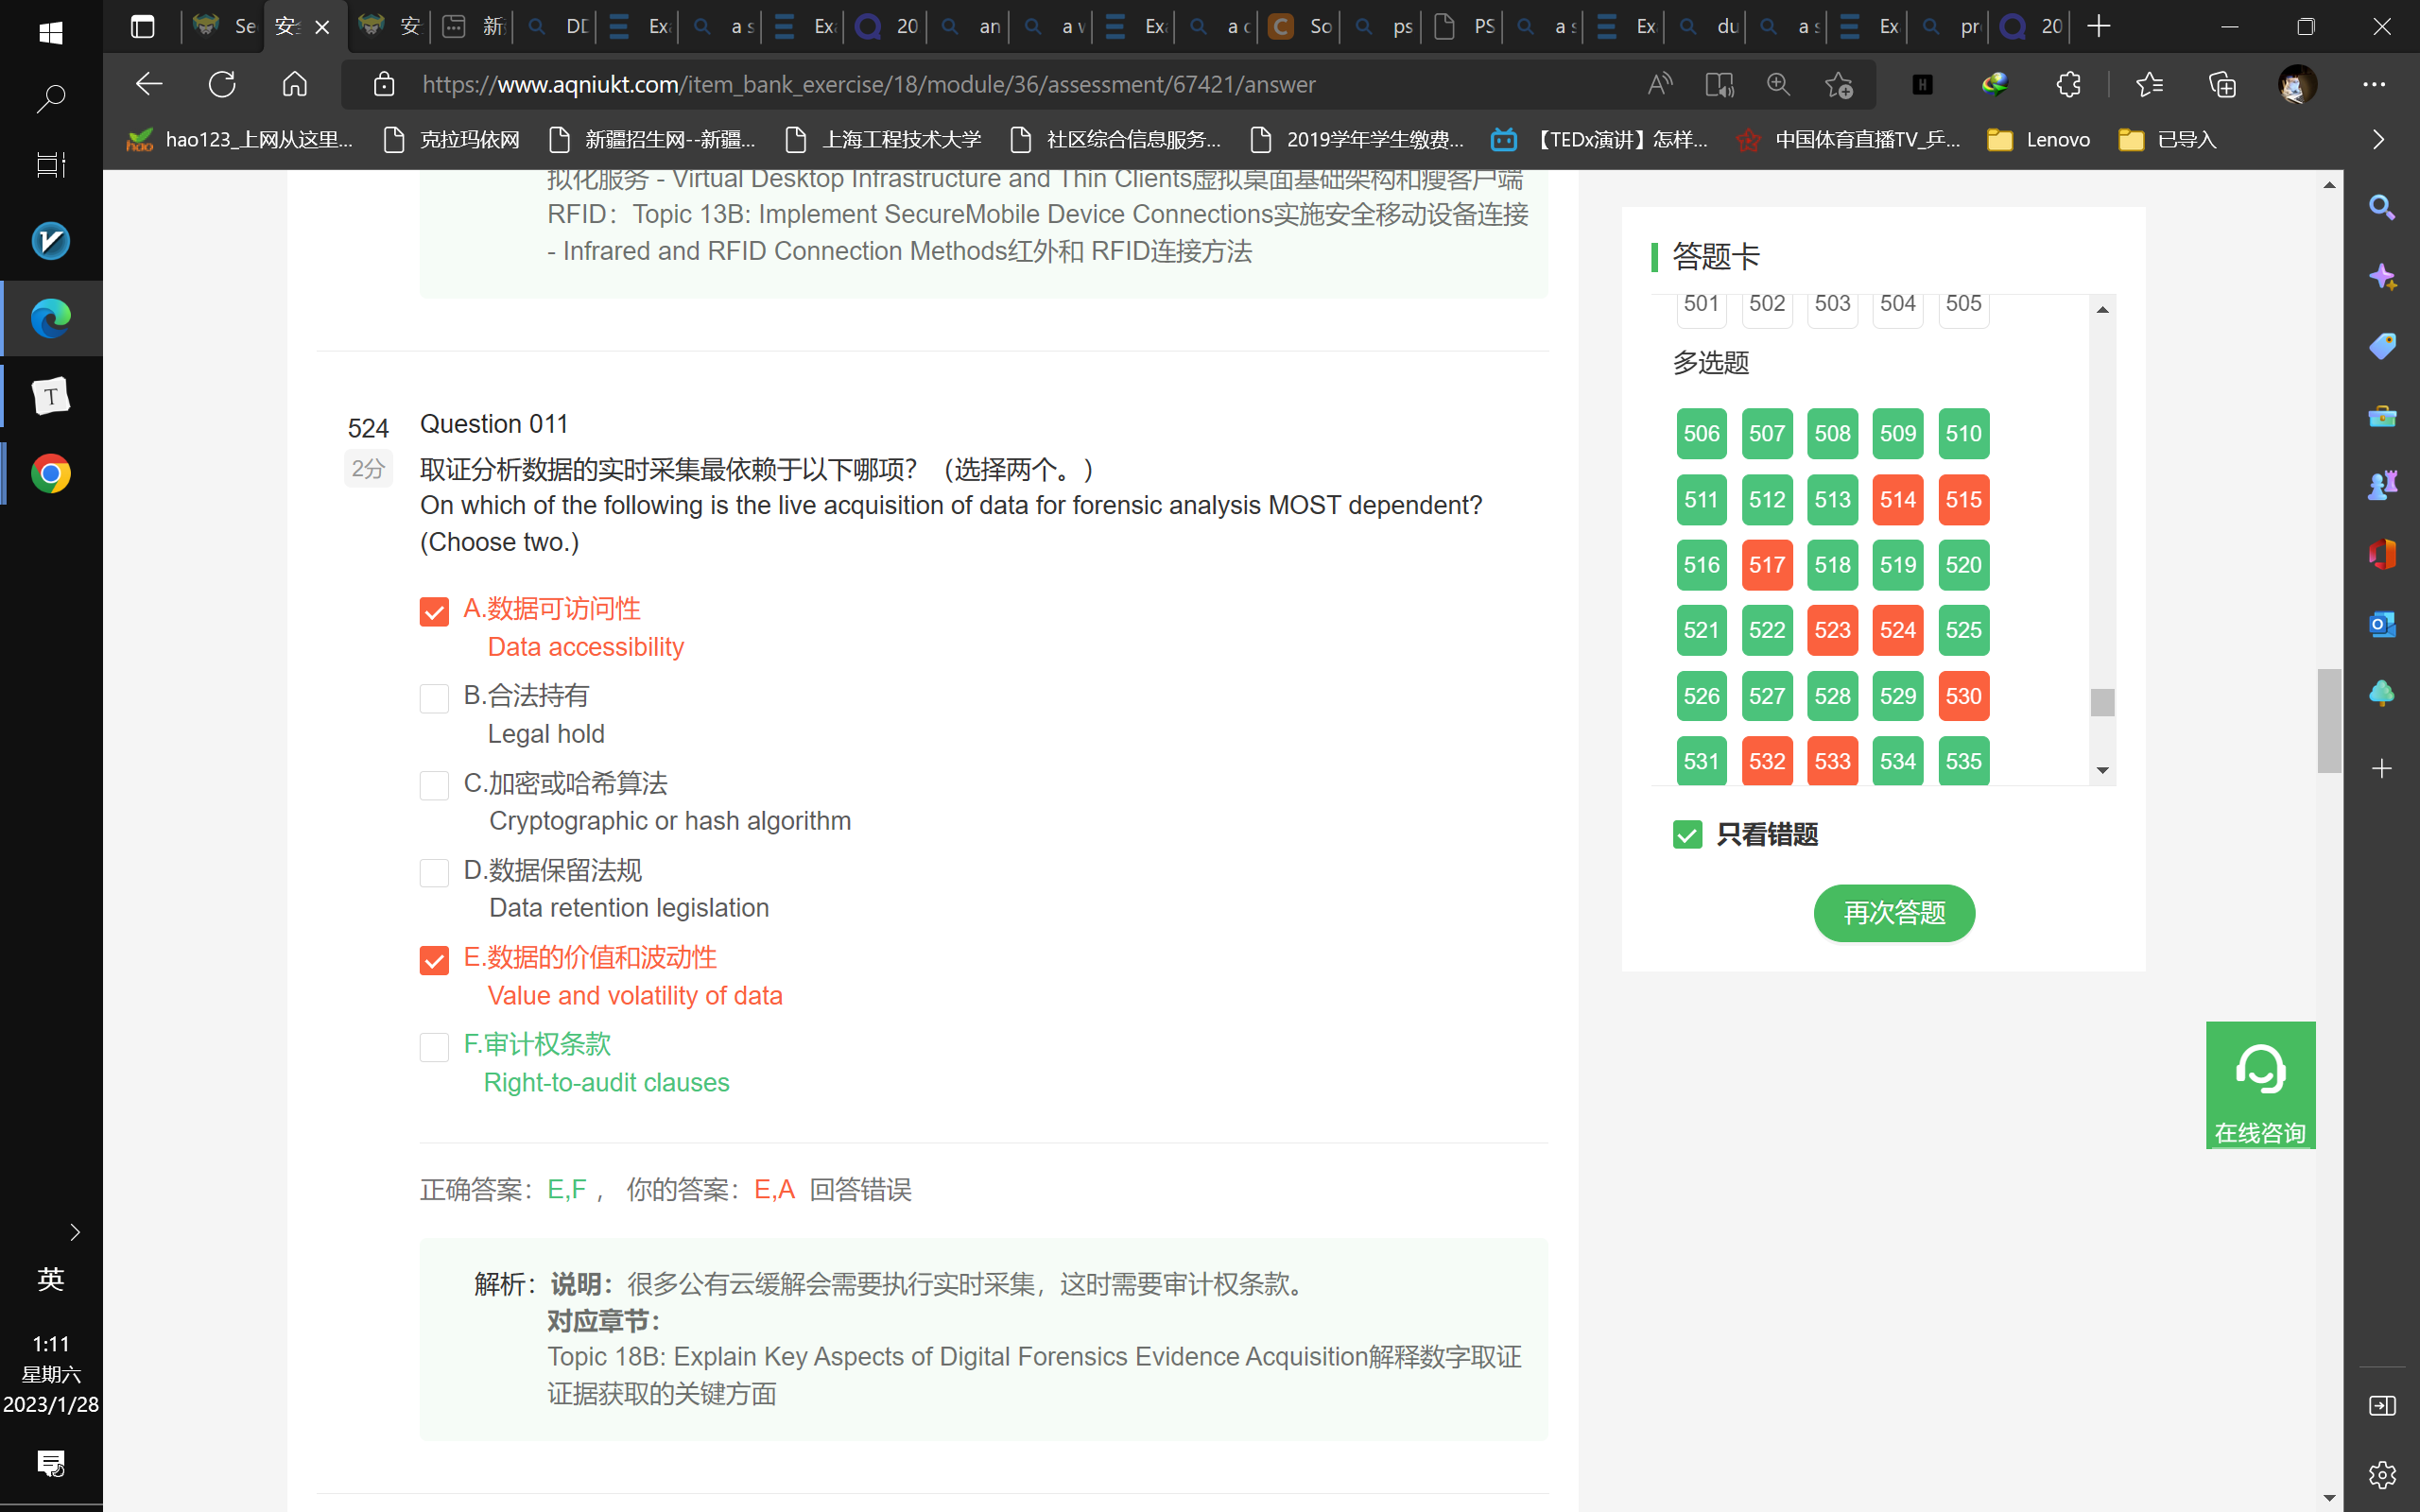 Se
安
安
新
DD
Ex
a s
Ex
20
an
a w
Ex
a c
So
ps
PS
a s
Ex
du
a s
Ex
pr
20
https://www.aqniukt.com/item_bank_exercise/18/module/36/assessment/67421/answer
hao123_上网从这里...
克拉玛依网
新疆招生网--新疆...
上海工程技术大学
社区综合信息服务...
2019学年学生缴费...
【TEDx演讲】怎样...
中国体育直播TV_乒...
Lenovo
已导入
拟化服务 - Virtual Desktop Infrastructure and Thin Clients虚拟桌面基础架构和瘦客户端
RFID：Topic 13B: Implement SecureMobile Device Connections实施安全移动设备连接
- Infrared and RFID Connection Methods红外和 RFID连接方法
524
2分
Question 011
取证分析数据的实时采集最依赖于以下哪项？（选择两个。）
On which of the following is the live acquisition of data for forensic analysis MOST dependent?
(Choose two.)
A.数据可访问性
Data accessibility
B.合法持有
Legal hold
C.加密或哈希算法
Cryptographic or hash algorithm
D.数据保留法规
Data retention legislation
E.数据的价值和波动性
Value and volatility of data
F.审计权条款
Right-to-audit clauses
正确答案：E,F ， 你的答案：E,A 回答错误
解析：说明：很多公有云缓解会需要执行实时采集，这时需要审计权条款。
对应章节：
Topic 18B: Explain Key Aspects of Digital Forensics Evidence Acquisition解释数字取证
证据获取的关键方面
答题卡
501 502 503 504 505
多选题
506 507 508 509 510
511 512 513 514 515
516 517 518 519 520
521 522 523 524 525
526 527 528 529 530
531 532 533 534 535
只看错题
再次答题
在线咨询
英
1:11
星期六
2023/1/28